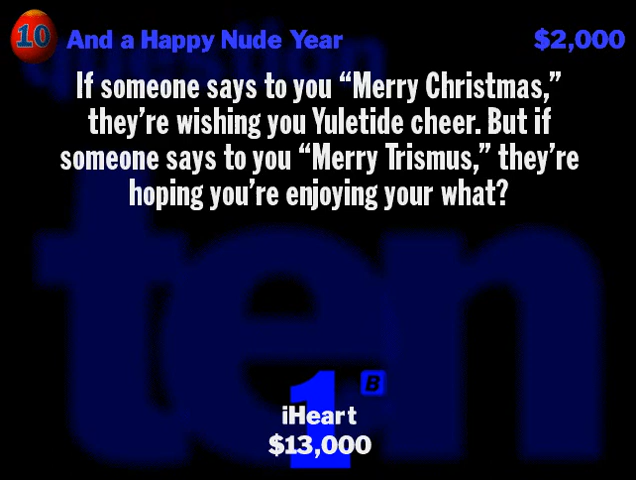 10 And a Happy Nude Year $2,000
question
If someone says to you “Merry Christmas,”
they’re wishing you Yuletide cheer. But if
someone says to you “Merry Trismus,” they’re
hoping you’re enjoying your what?
ten
1 B
iHeart
$13,000